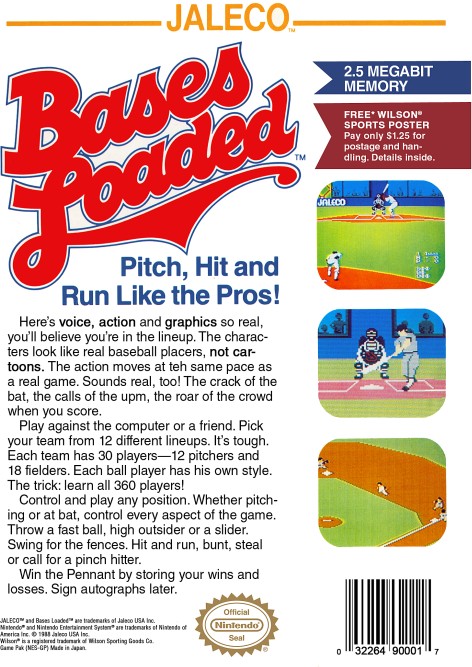 JALECO™
Bases
Loaded™
2.5 MEGABIT
MEMORY
FREE* WILSON®
SPORTS POSTER
Pay only $1.25 for
postage and han-
dling. Details inside.
JALECO
Pitch, Hit and
Run Like the Pros!
Here's voice, action and graphics so real,
you'll believe you're in the lineup. The charac-
ters look like real baseball placers, not car-
toons. The action moves at teh same pace as
a real game. Sounds real, too! The crack of the
bat, the calls of the upm, the roar of the crowd
when you score.
Play against the computer or a friend. Pick
your team from 12 different lineups. It's tough.
Each team has 30 players—12 pitchers and
18 fielders. Each ball player has his own style.
The trick: learn all 360 players!
Control and play any position. Whether pitch-
ing or at bat, control every aspect of the game.
Throw a fast ball, high outsider or a slider.
Swing for the fences. Hit and run, bunt, steal
or call for a pinch hitter.
Win the Pennant by storing your wins and
losses. Sign autographs later.
JALECO™ and Bases Loaded™ are trademarks of Jaleco USA Inc.
Nintendo® and Nintendo Entertainment System® are trademarks of Nintendo of
America Inc. © 1988 Jaleco USA Inc.
Wilson® is a registered trademark of Wilson Sporting Goods Co.
Game Pak (NES-GP) Made in Japan.
Official
Nintendo®
Seal
0 32264 90001 7